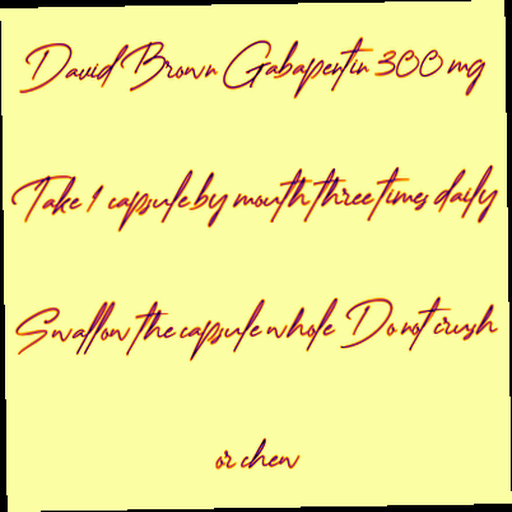 David Brown Gabapentin 300 mg
Take 1 capsule by mouth three times daily
Swallow the capsule whole Do not crush
or chew